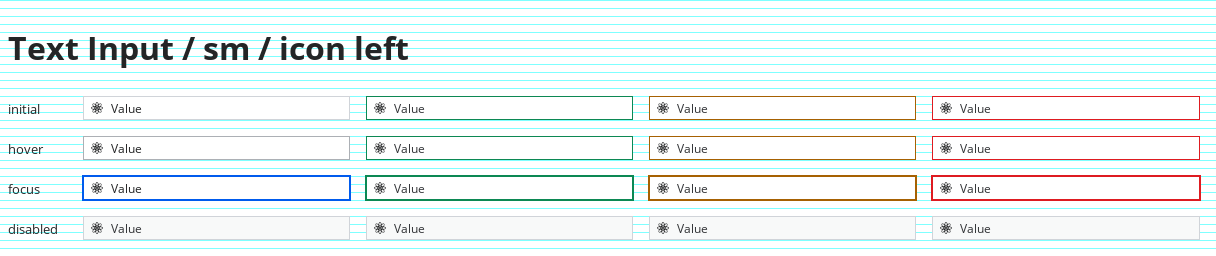 Text Input / sm / icon left
initial Value Value Value Value
hover Value Value Value Value
focus Value Value Value Value
disabled Value Value Value Value